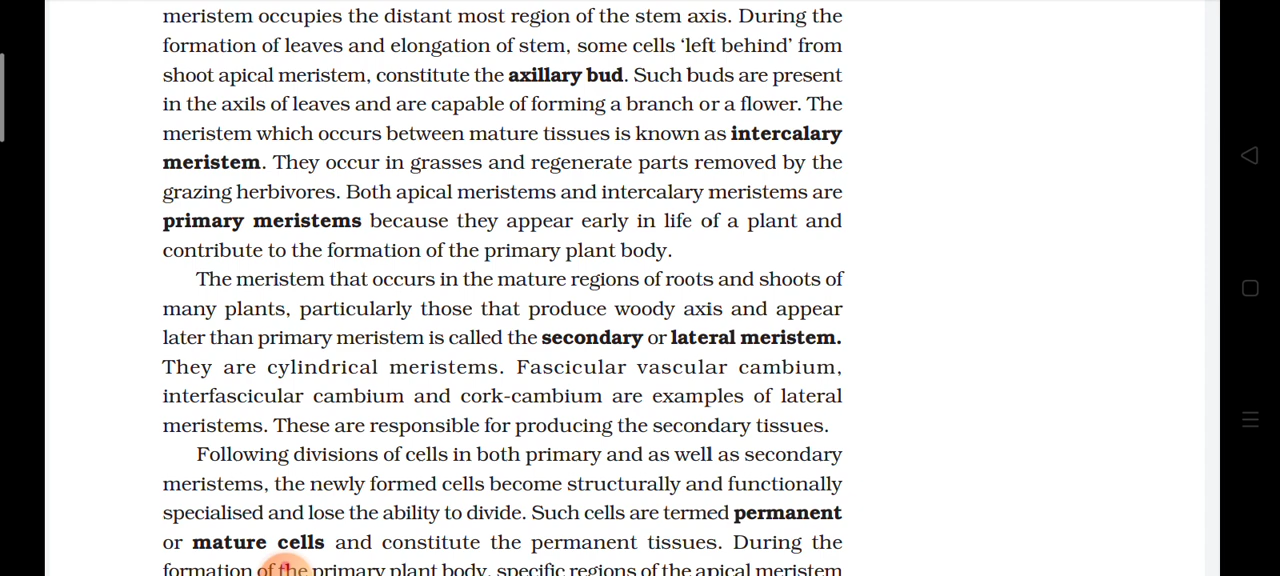 meristem occupies the distant most region of the stem axis. During the
formation of leaves and elongation of stem, some cells ‘left behind’ from
shoot apical meristem, constitute the axillary bud. Such buds are present
in the axils of leaves and are capable of forming a branch or a flower. The
meristem which occurs between mature tissues is known as intercalary
meristem. They occur in grasses and regenerate parts removed by the
grazing herbivores. Both apical meristems and intercalary meristems are
primary meristems because they appear early in life of a plant and
contribute to the formation of the primary plant body.
The meristem that occurs in the mature regions of roots and shoots of
many plants, particularly those that produce woody axis and appear
later than primary meristem is called the secondary or lateral meristem.
They are cylindrical meristems. Fascicular vascular cambium,
interfascicular cambium and cork-cambium are examples of lateral
meristems. These are responsible for producing the secondary tissues.
Following divisions of cells in both primary and as well as secondary
meristems, the newly formed cells become structurally and functionally
specialised and lose the ability to divide. Such cells are termed permanent
or mature cells and constitute the permanent tissues. During the
formation of the primary plant body, specific regions of the apical meristem